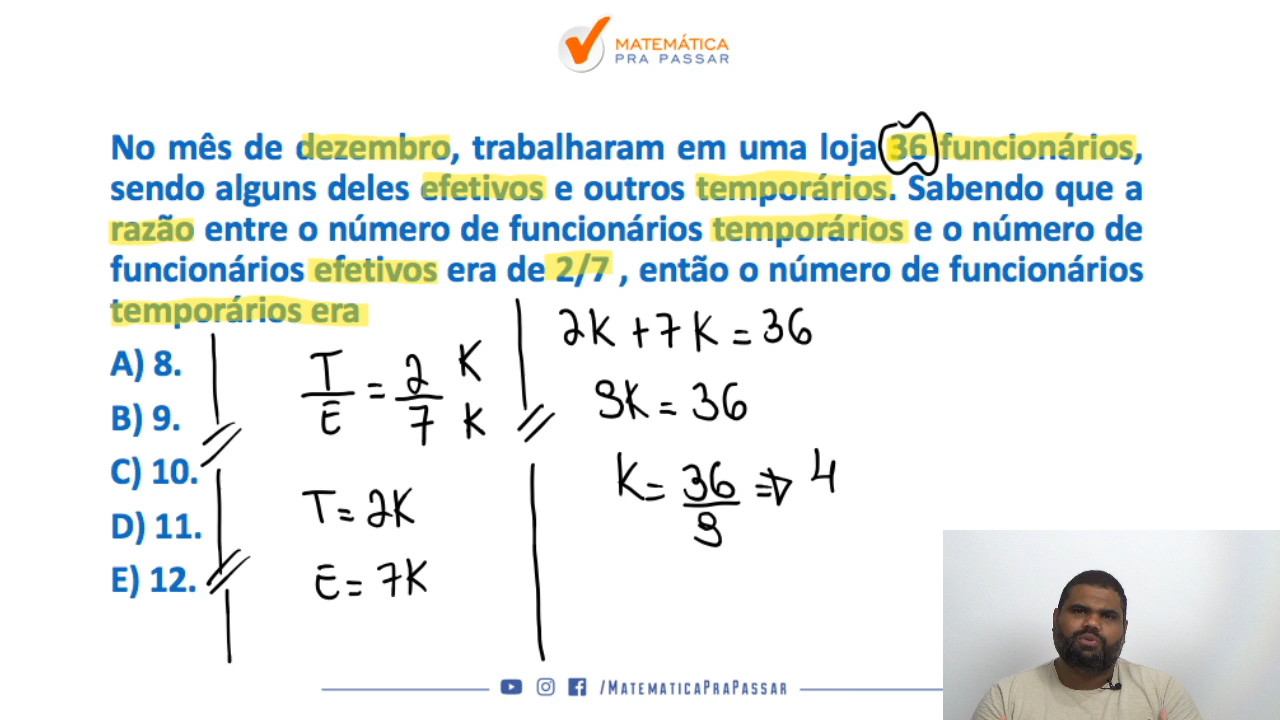 MATEMÁTICA
PRA PASSAR
No mês de dezembro, trabalharam em uma loja 36 funcionários,
sendo alguns deles efetivos e outros temporários. Sabendo que a
razão entre o número de funcionários temporários e o número de
funcionários efetivos era de 2/7 , então o número de funcionários
temporários era
A) 8.
B) 9.
C) 10.
D) 11.
E) 12.
T/E = 2K/7K
T = 2K
E = 7K
2K + 7K = 36
9K = 36
K = 36/9 ⇒ 4
/MATEMATICAPRAPASSAR